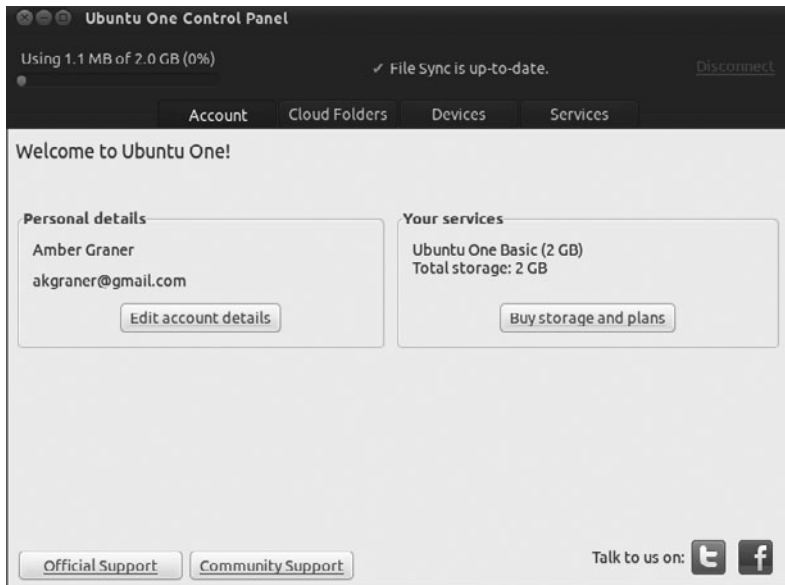 Ubuntu One Control Panel
Using 1.1 MB of 2.0 GB (0%)
✓ File Sync is up-to-date.
Disconnect
Account Cloud Folders Devices Services
Welcome to Ubuntu One!
Personal details
Amber Graner
akgraner@gmail.com
Edit account details
Your services
Ubuntu One Basic (2 GB)
Total storage: 2 GB
Buy storage and plans
Official Support Community Support
Talk to us on: